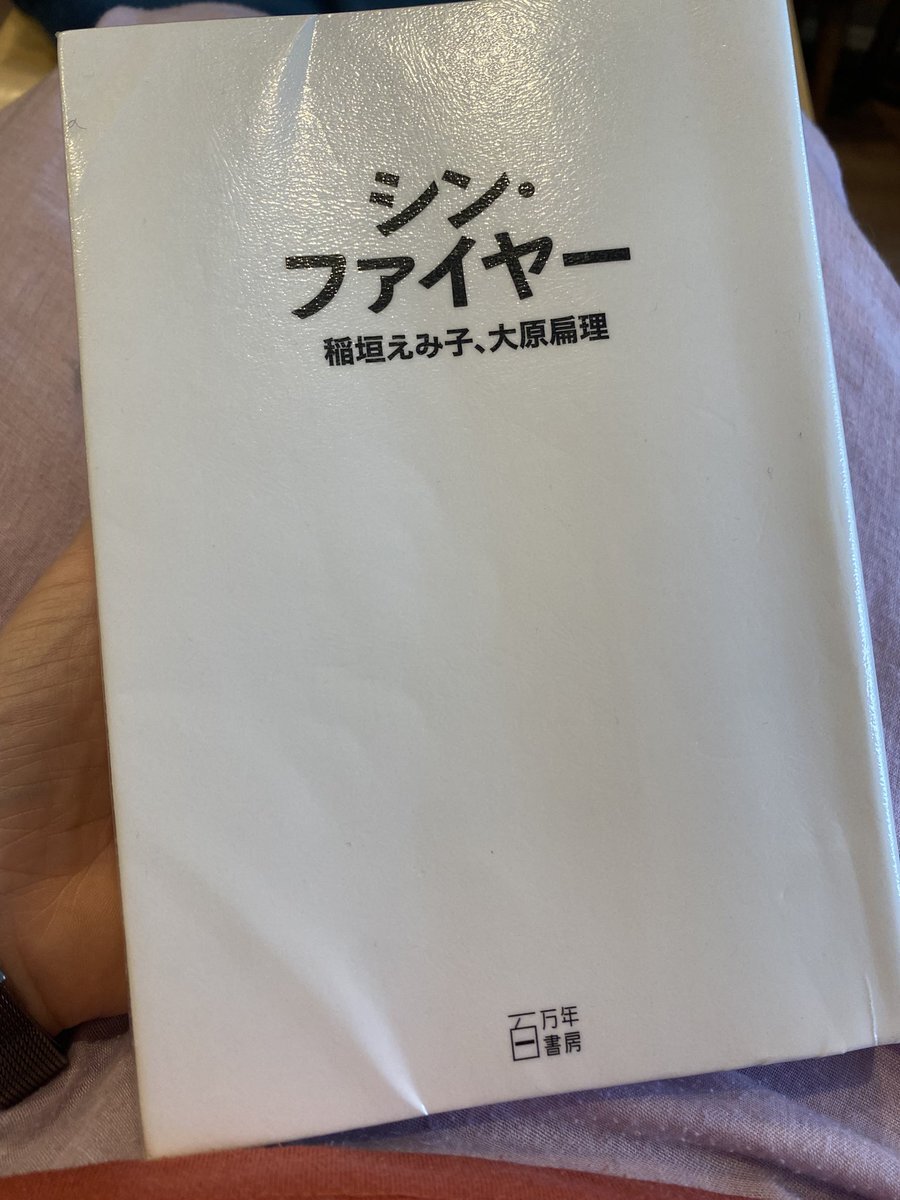 シン・
ファイヤー
稲垣えみ子、大原扁理
百万年
書房